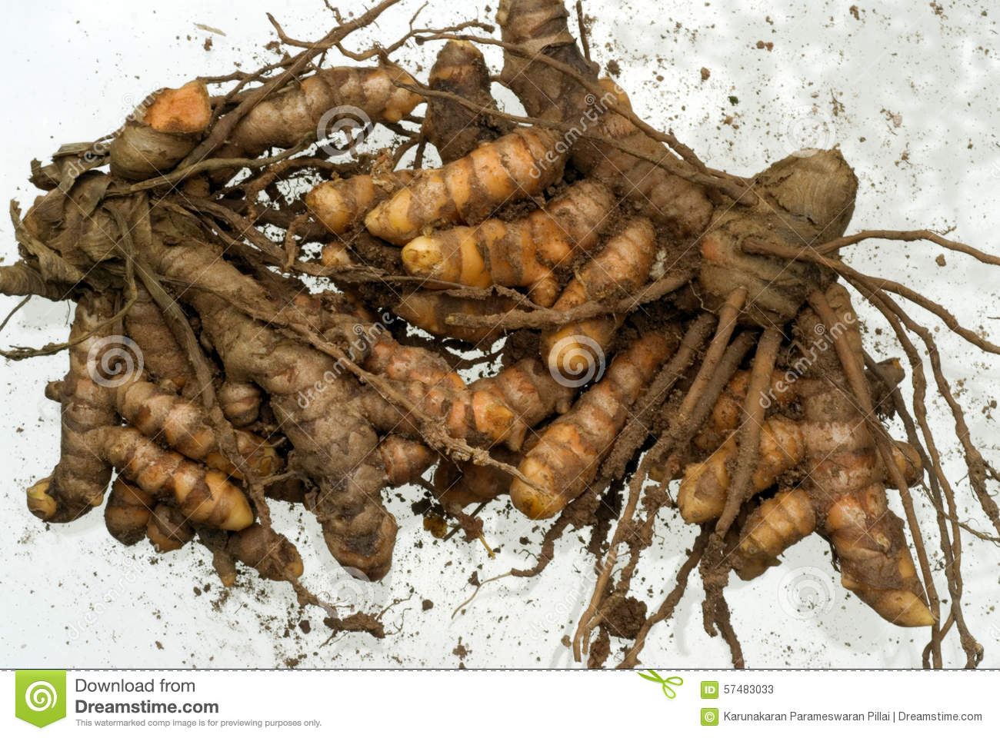 Download from
Dreamstime.com
This watermarked comp image is for previewing purposes only.
ID 57483033
© Karunakaran Parameswaran Pillai | Dreamstime.com